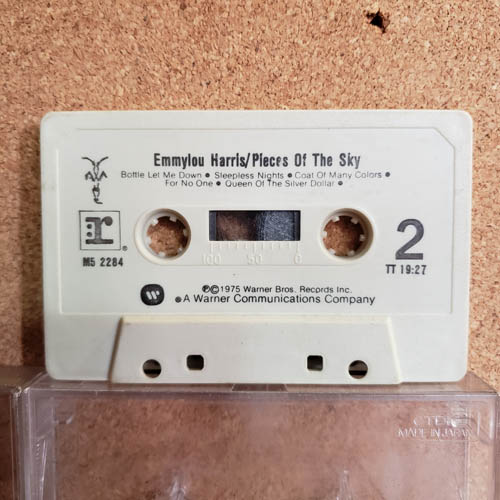 Emmylou Harris/Pieces Of The Sky
Bottle Let Me Down • Sleepless Nights • Coat Of Many Colors •
For No One • Queen Of The Silver Dollar •
r ®
M5 2284
100 50 0
2
TT 19:27
℗©1975 Warner Bros. Records Inc.
A Warner Communications Company
MADE IN JAPAN